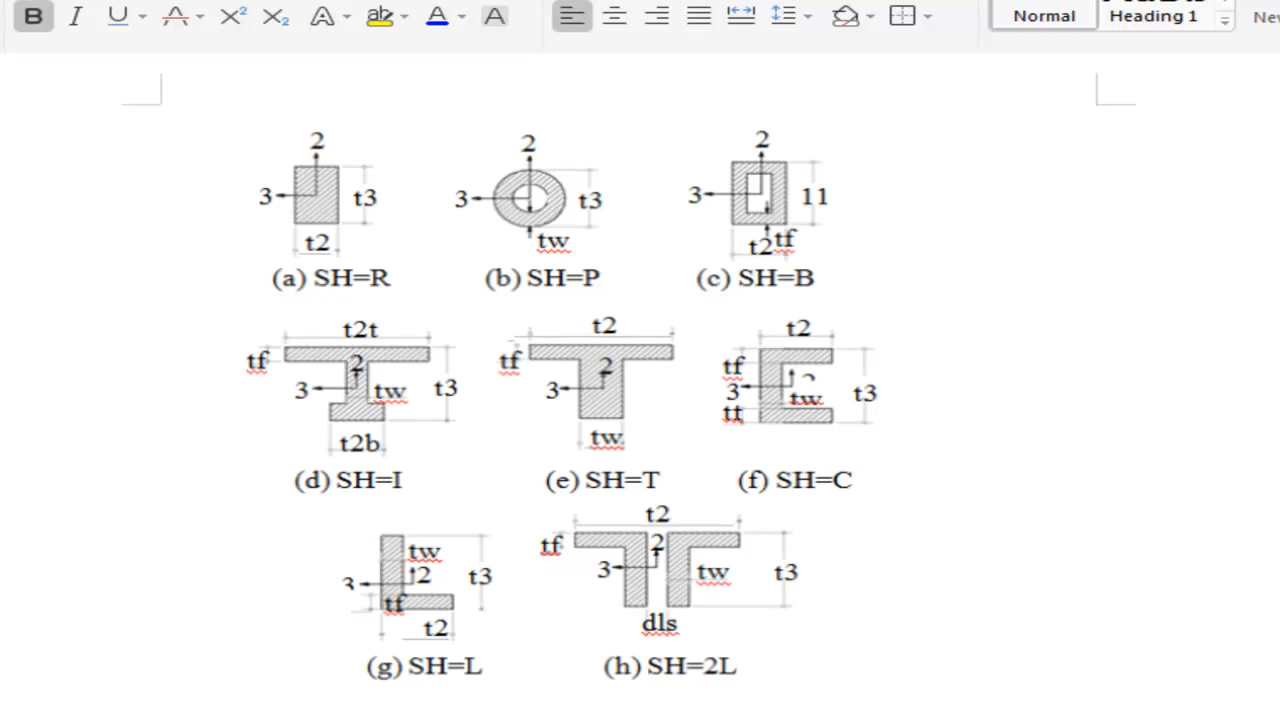 B I U A X² X₂ A ab A A Normal Heading 1
2 2 2
3 t3 3 t3 3 11
t2 tw t2 tf
(a) SH=R (b) SH=P (c) SH=B
t2t t2 t2
tf 2 tf 2 tf
3 tw t3 3 3 tw t3
tt
t2b tw
(d) SH=I (e) SH=T (f) SH=C
t2
tw tf 2
3 2 t3 3 tw t3
tf
t2 dls
(g) SH=L (h) SH=2L